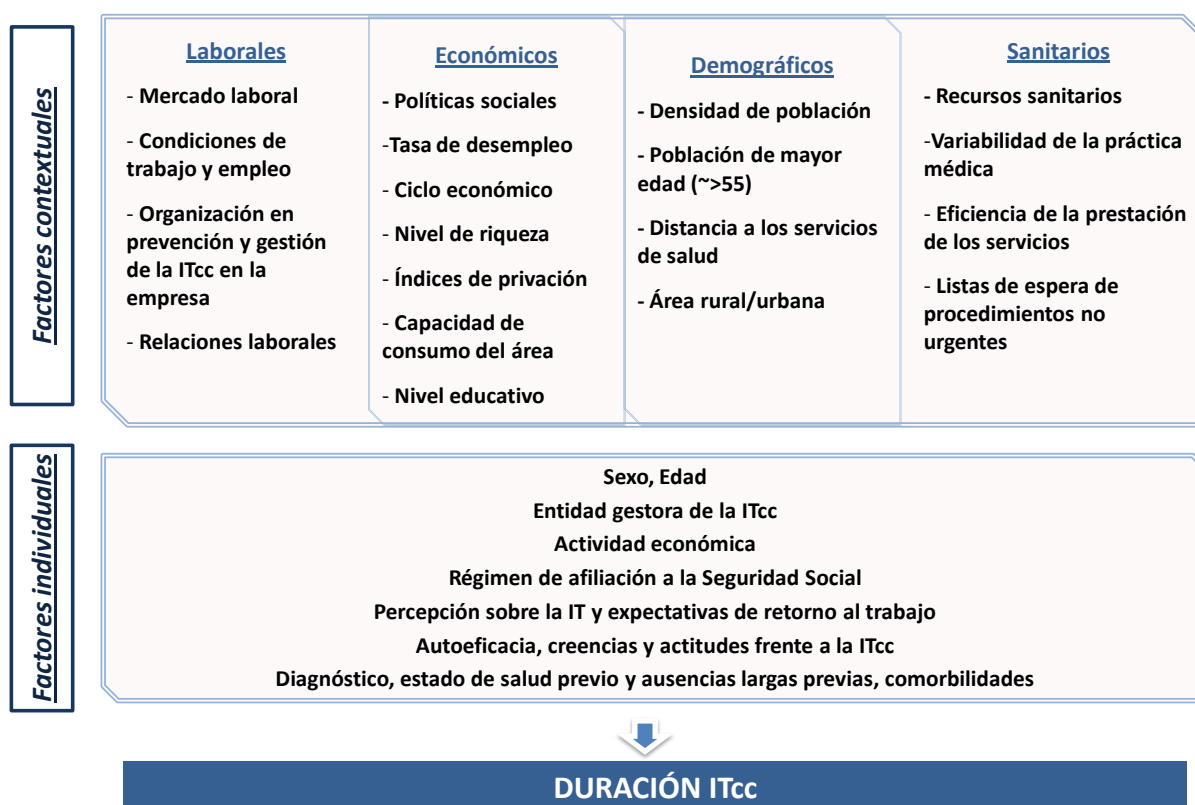 Factores contextuales
Laborales
- Mercado laboral
- Condiciones de
trabajo y empleo
- Organización en
prevención y gestión
de la ITcc en la
empresa
- Relaciones laborales
Económicos
- Políticas sociales
-Tasa de desempleo
- Ciclo económico
- Nivel de riqueza
- Índices de privación
- Capacidad de
consumo del área
- Nivel educativo
Demográficos
- Densidad de población
- Población de mayor
edad (~>55)
- Distancia a los servicios
de salud
- Área rural/urbana
Sanitarios
- Recursos sanitarios
-Variabilidad de la práctica
médica
- Eficiencia de la prestación
de los servicios
- Listas de espera de
procedimientos no
urgentes
Factores individuales
Sexo, Edad
Entidad gestora de la ITcc
Actividad económica
Régimen de afiliación a la Seguridad Social
Percepción sobre la IT y expectativas de retorno al trabajo
Autoeficacia, creencias y actitudes frente a la ITcc
Diagnóstico, estado de salud previo y ausencias largas previas, comorbilidades
DURACIÓN ITcc